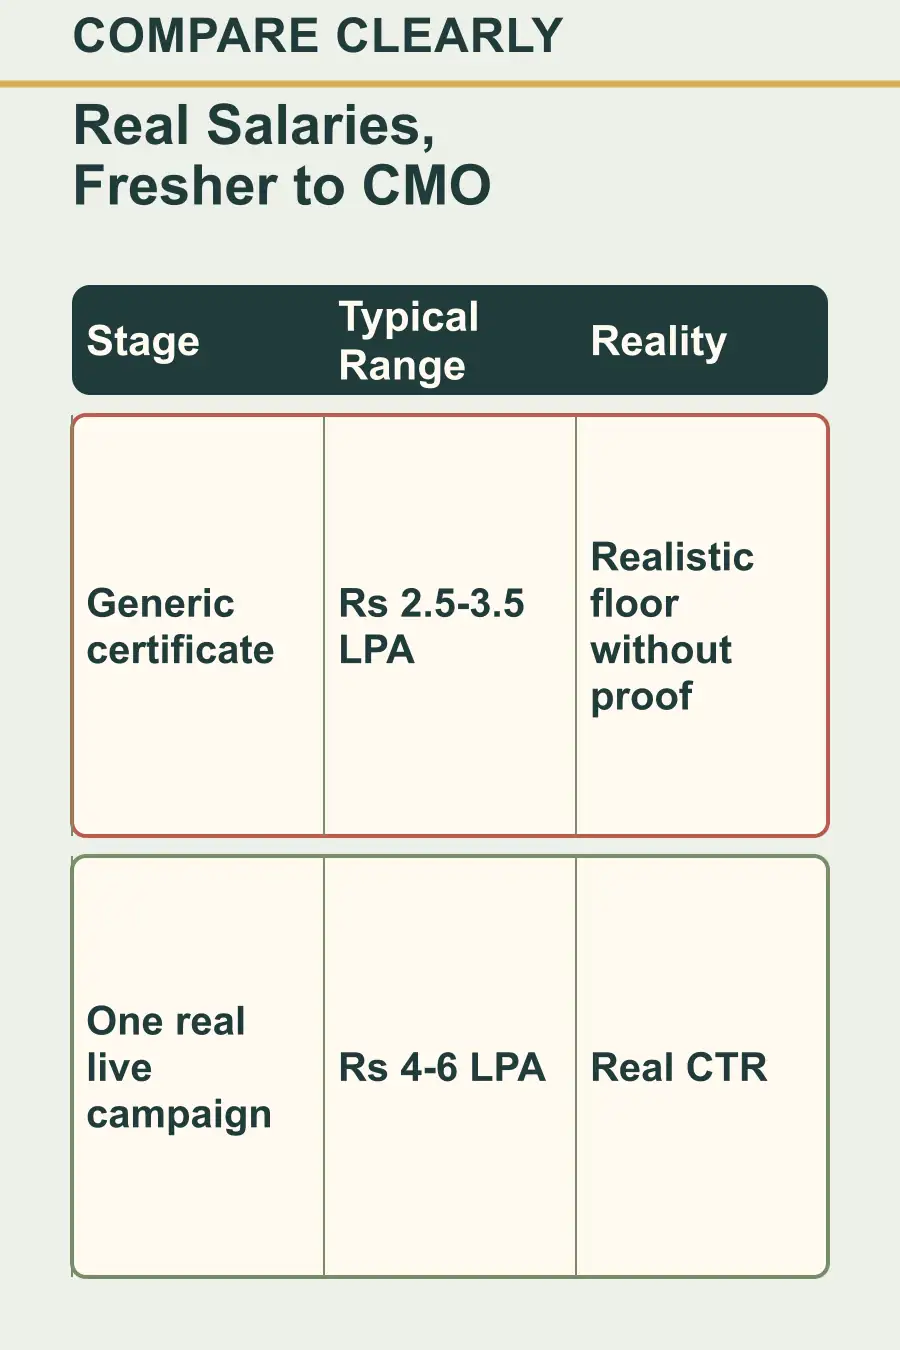 COMPARE CLEARLY
Real Salaries,
Fresher to CMO
Stage
Typical
Range
Reality
Generic
certificate
Rs 2.5-3.5
LPA
Realistic
floor
without
proof
One real
live
campaign
Rs 4-6 LPA
Real CTR